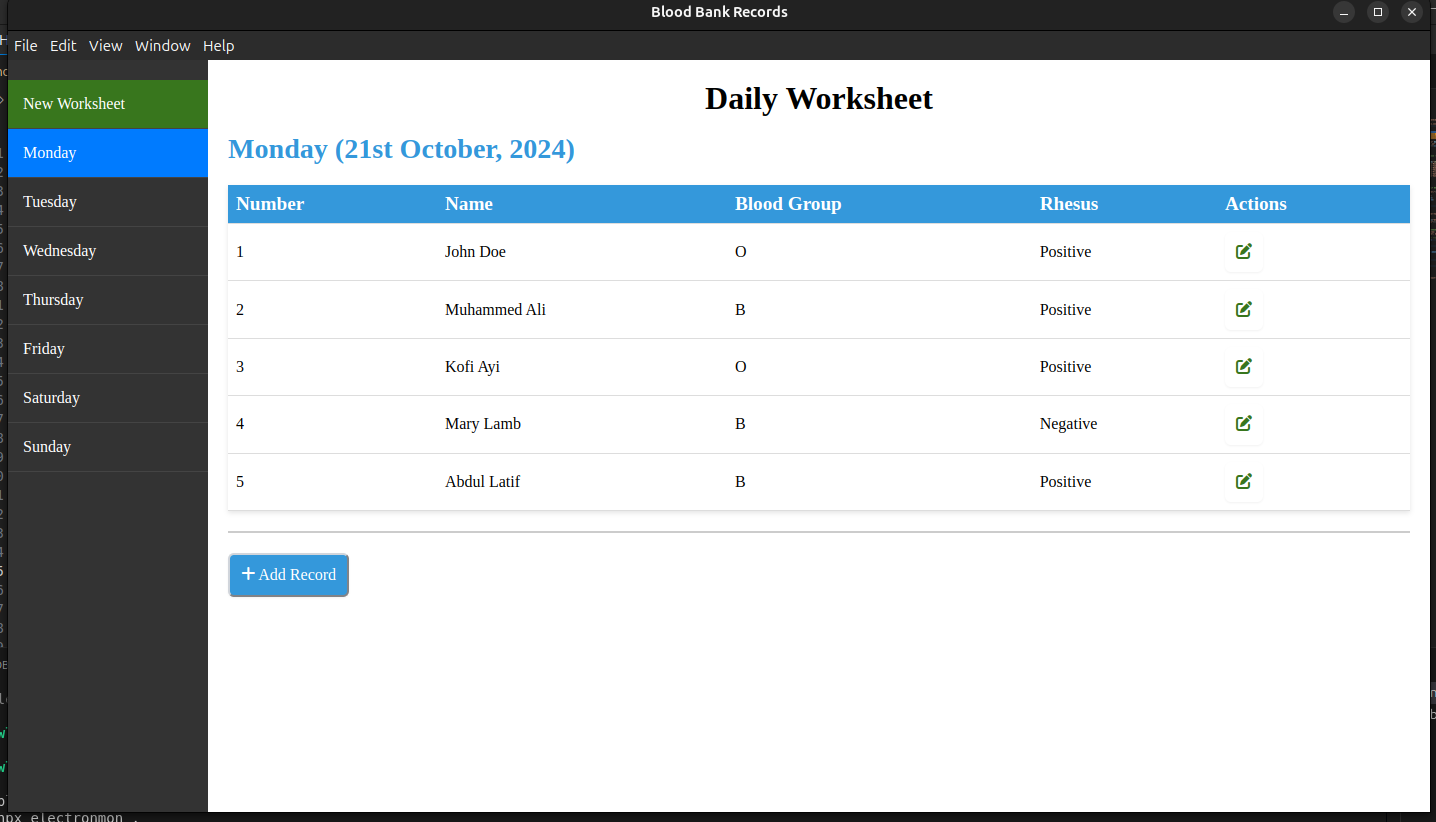 Blood Bank Records
File Edit View Window Help
New Worksheet
Monday
Tuesday
Wednesday
Thursday
Friday
Saturday
Sunday
Daily Worksheet
Monday (21st October, 2024)
Number Name Blood Group Rhesus Actions
1 John Doe O Positive
2 Muhammed Ali B Positive
3 Kofi Ayi O Positive
4 Mary Lamb B Negative
5 Abdul Latif B Positive
Add Record
npx electronmon .